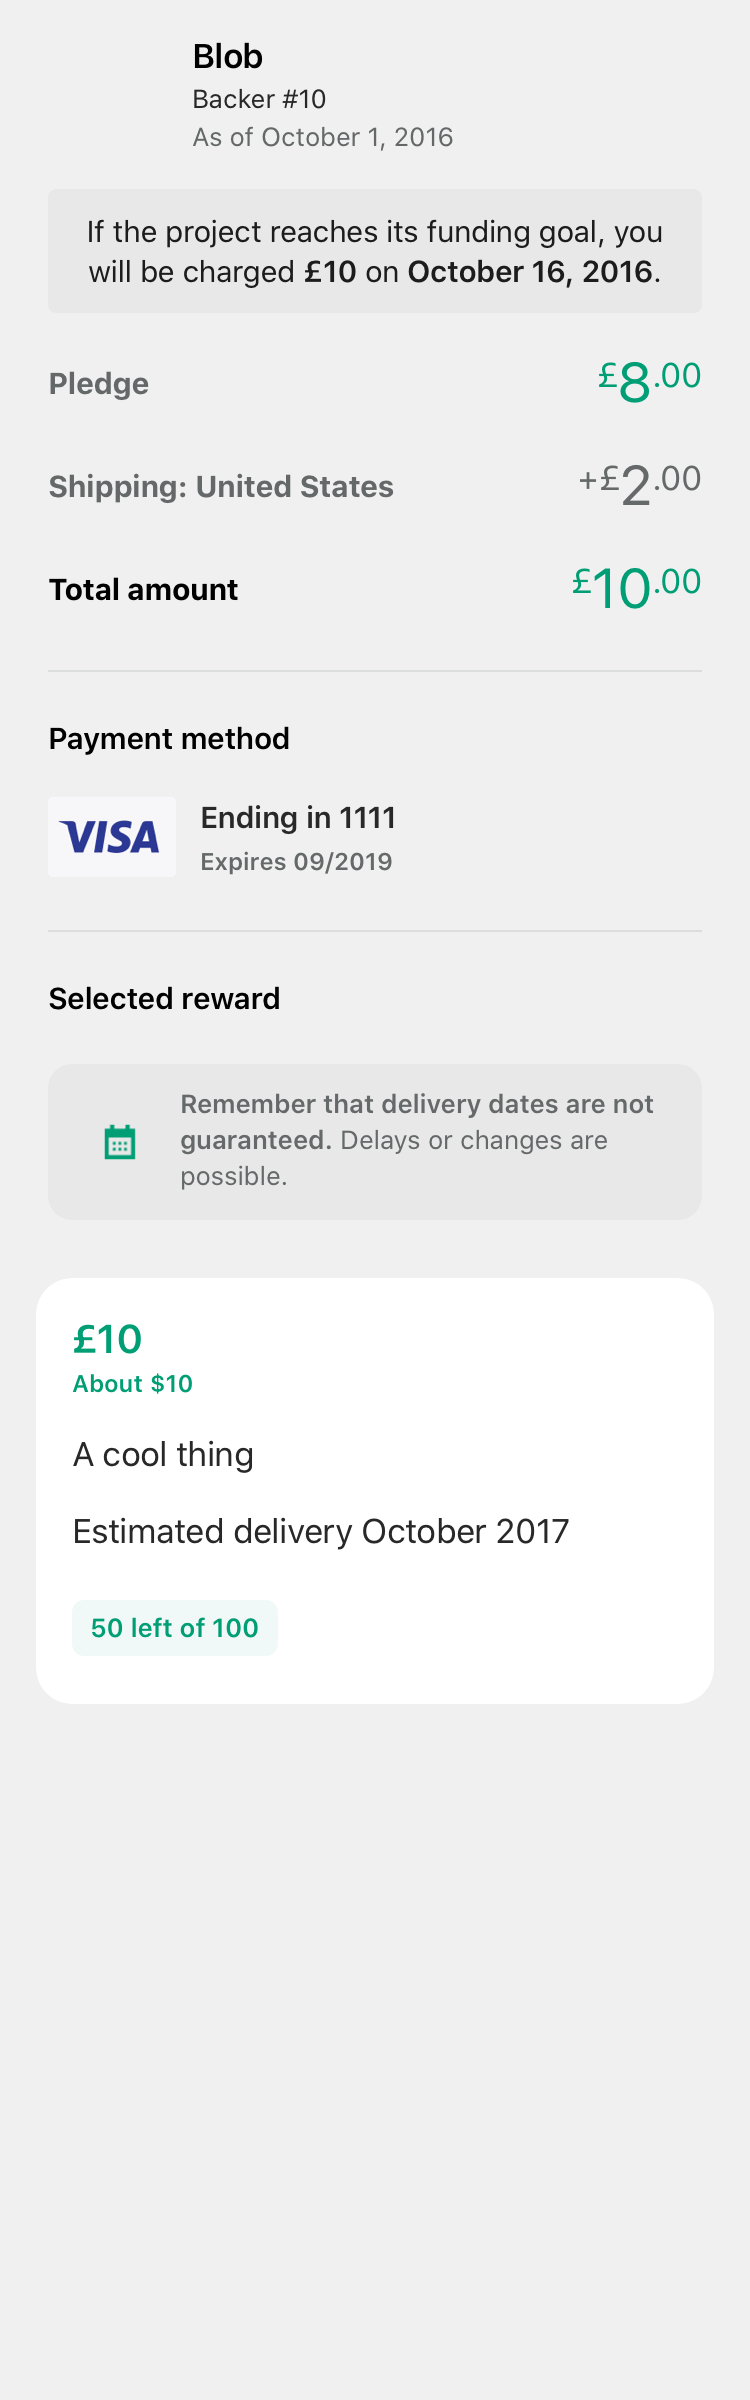 Blob
Backer #10
As of October 1, 2016
If the project reaches its funding goal, you
will be charged £10 on October 16, 2016.
Pledge £8.00
Shipping: United States +£2.00
Total amount £10.00
Payment method
VISA
Ending in 1111
Expires 09/2019
Selected reward
Remember that delivery dates are not
guaranteed. Delays or changes are
possible.
£10
About $10
A cool thing
Estimated delivery October 2017
50 left of 100